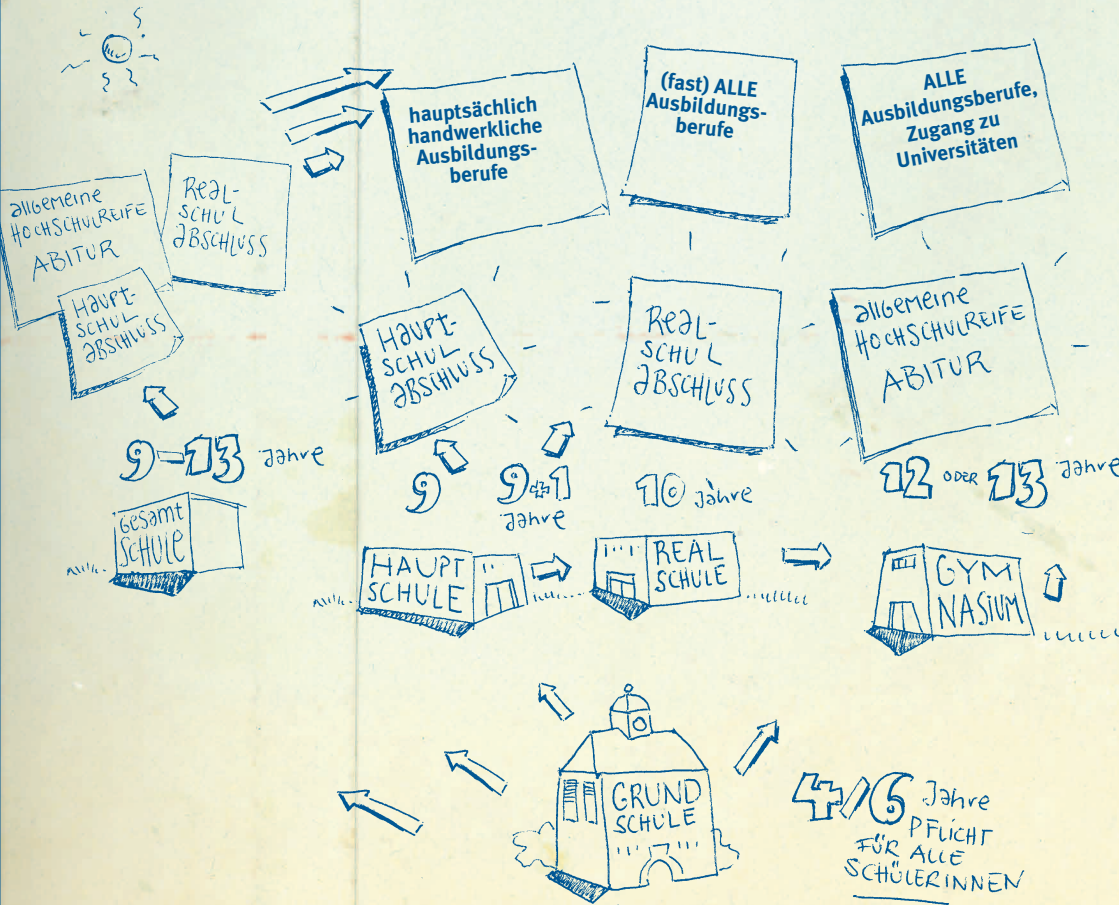 hauptsächlich
handwerkliche
Ausbildungs-
berufe
(fast) ALLE
Ausbildungs-
berufe
ALLE
Ausbildungsberufe,
Zugang zu
Universitäten
allgemeine
HOCHSCHULREIFE
ABITUR
REAL-
SCHUL
ABSCHLUSS
HAUPT-
SCHUL
ABSCHLUSS
HAUPT-
SCHUL
ABSCHLUSS
REAL-
SCHUL
ABSCHLUSS
allgemeine
HOCHSCHULREIFE
ABITUR
9–13 Jahre
9
9+1
Jahre
10 Jahre
12 ODER 13 Jahre
GESAMT
SCHULE
HAUPT
SCHULE
REAL
SCHULE
GYM
NASIUM
GRUND
SCHULE
4/6 Jahre
PFLICHT
FÜR ALLE
SCHÜLERINNEN